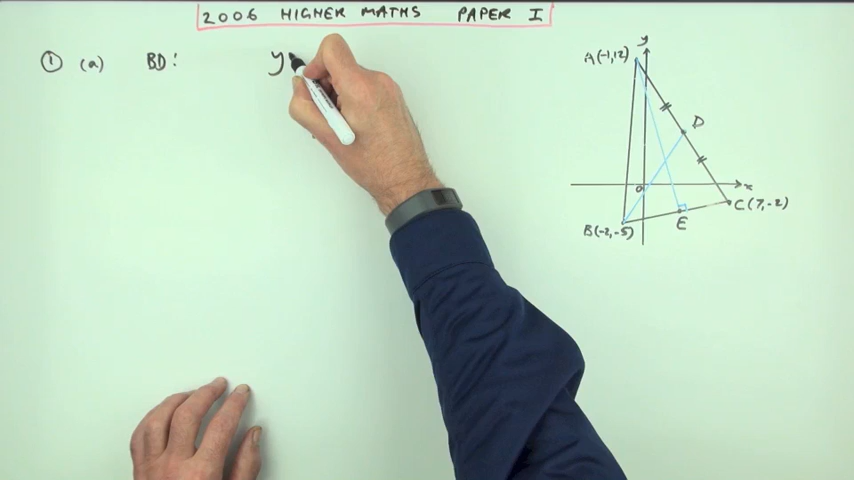 2006 HIGHER MATHS PAPER I
① (a) BD: y
y
A(-1,12)
D
O x
C(7,-2)
B(-2,-5)
E